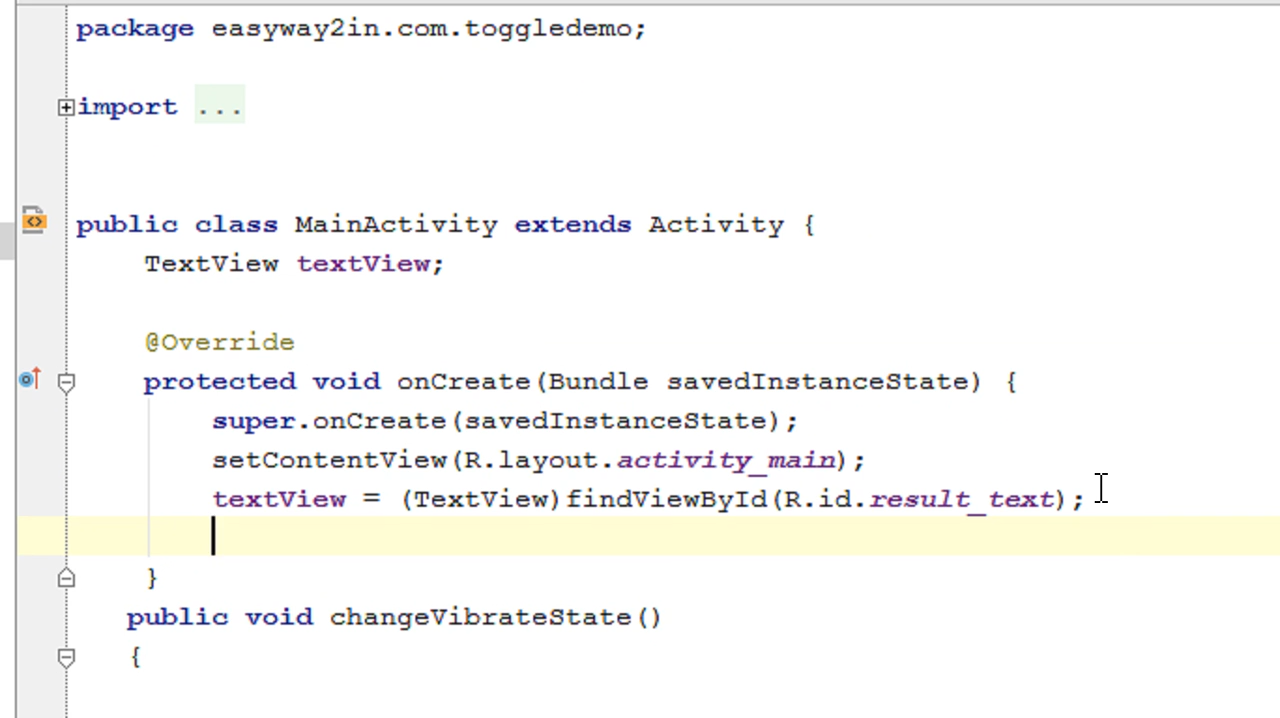 package easyway2in.com.toggledemo;
import ...
public class MainActivity extends Activity {
TextView textView;
@Override
protected void onCreate(Bundle savedInstanceState) {
super.onCreate(savedInstanceState);
setContentView(R.layout.activity_main);
textView = (TextView)findViewById(R.id.result_text);
}
public void changeVibrateState()
{